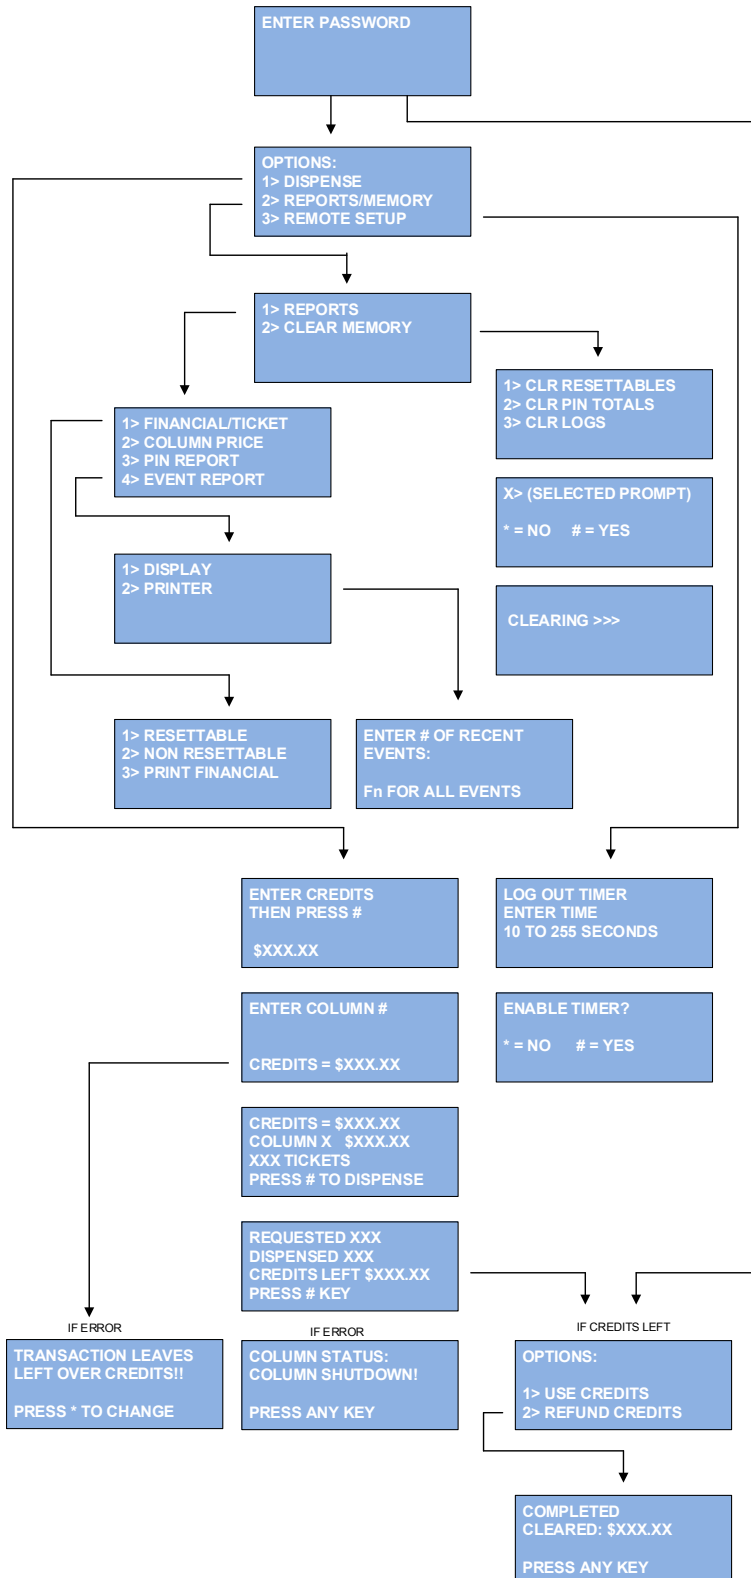 ENTER PASSWORD
OPTIONS:
1> DISPENSE
2> REPORTS/MEMORY
3> REMOTE SETUP
1> REPORTS
2> CLEAR MEMORY
1> CLR RESETTABLES
2> CLR PIN TOTALS
3> CLR LOGS
1> FINANCIAL/TICKET
2> COLUMN PRICE
3> PIN REPORT
4> EVENT REPORT
X> (SELECTED PROMPT)
* = NO # = YES
1> DISPLAY
2> PRINTER
CLEARING >>>
1> RESETTABLE
2> NON RESETTABLE
3> PRINT FINANCIAL
ENTER # OF RECENT
EVENTS:
Fn FOR ALL EVENTS
ENTER CREDITS
THEN PRESS #
$XXX.XX
LOG OUT TIMER
ENTER TIME
10 TO 255 SECONDS
ENTER COLUMN #
CREDITS = $XXX.XX
ENABLE TIMER?
* = NO # = YES
CREDITS = $XXX.XX
COLUMN X $XXX.XX
XXX TICKETS
PRESS # TO DISPENSE
REQUESTED XXX
DISPENSED XXX
CREDITS LEFT $XXX.XX
PRESS # KEY
IF ERROR
TRANSACTION LEAVES
LEFT OVER CREDITS!!
PRESS * TO CHANGE
IF ERROR
COLUMN STATUS:
COLUMN SHUTDOWN!
PRESS ANY KEY
IF CREDITS LEFT
OPTIONS:
1> USE CREDITS
2> REFUND CREDITS
COMPLETED
CLEARED: $XXX.XX
PRESS ANY KEY